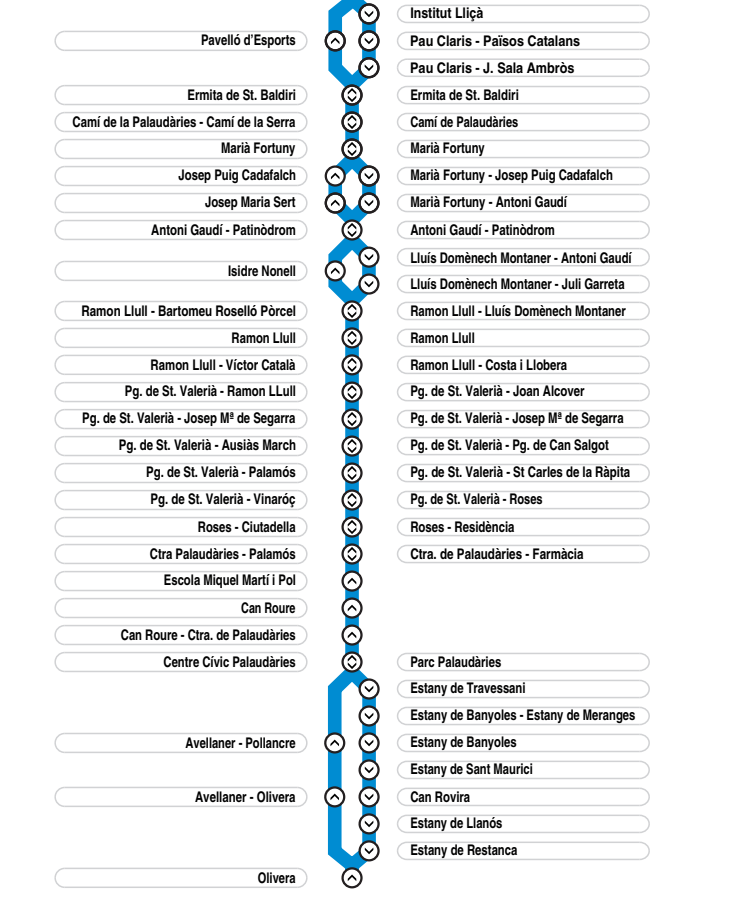 Institut Lliçà
Pavelló d'Esports
Pau Claris - Països Catalans
Pau Claris - J. Sala Ambròs
Ermita de St. Baldiri
Ermita de St. Baldiri
Camí de la Palaudàries - Camí de la Serra
Camí de Palaudàries
Marià Fortuny
Marià Fortuny
Josep Puig Cadafalch
Marià Fortuny - Josep Puig Cadafalch
Josep Maria Sert
Marià Fortuny - Antoni Gaudí
Antoni Gaudí - Patinòdrom
Antoni Gaudí - Patinòdrom
Lluís Domènech Montaner - Antoni Gaudí
Isidre Nonell
Lluís Domènech Montaner - Juli Garreta
Ramon Llull - Bartomeu Roselló Pòrcel
Ramon Llull - Lluís Domènech Montaner
Ramon Llull
Ramon Llull
Ramon Llull - Víctor Català
Ramon Llull - Costa i Llobera
Pg. de St. Valerià - Ramon LLull
Pg. de St. Valerià - Joan Alcover
Pg. de St. Valerià - Josep Mª de Segarra
Pg. de St. Valerià - Josep Mª de Segarra
Pg. de St. Valerià - Ausiàs March
Pg. de St. Valerià - Pg. de Can Salgot
Pg. de St. Valerià - Palamós
Pg. de St. Valerià - St Carles de la Ràpita
Pg. de St. Valerià - Vinaróç
Pg. de St. Valerià - Roses
Roses - Ciutadella
Roses - Residència
Ctra Palaudàries - Palamós
Ctra. de Palaudàries - Farmàcia
Escola Miquel Martí i Pol
Can Roure
Can Roure - Ctra. de Palaudàries
Centre Cívic Palaudàries
Parc Palaudàries
Estany de Travessani
Estany de Banyoles - Estany de Meranges
Avellaner - Pollancre
Estany de Banyoles
Estany de Sant Maurici
Avellaner - Olivera
Can Rovira
Estany de Llanós
Estany de Restanca
Olivera